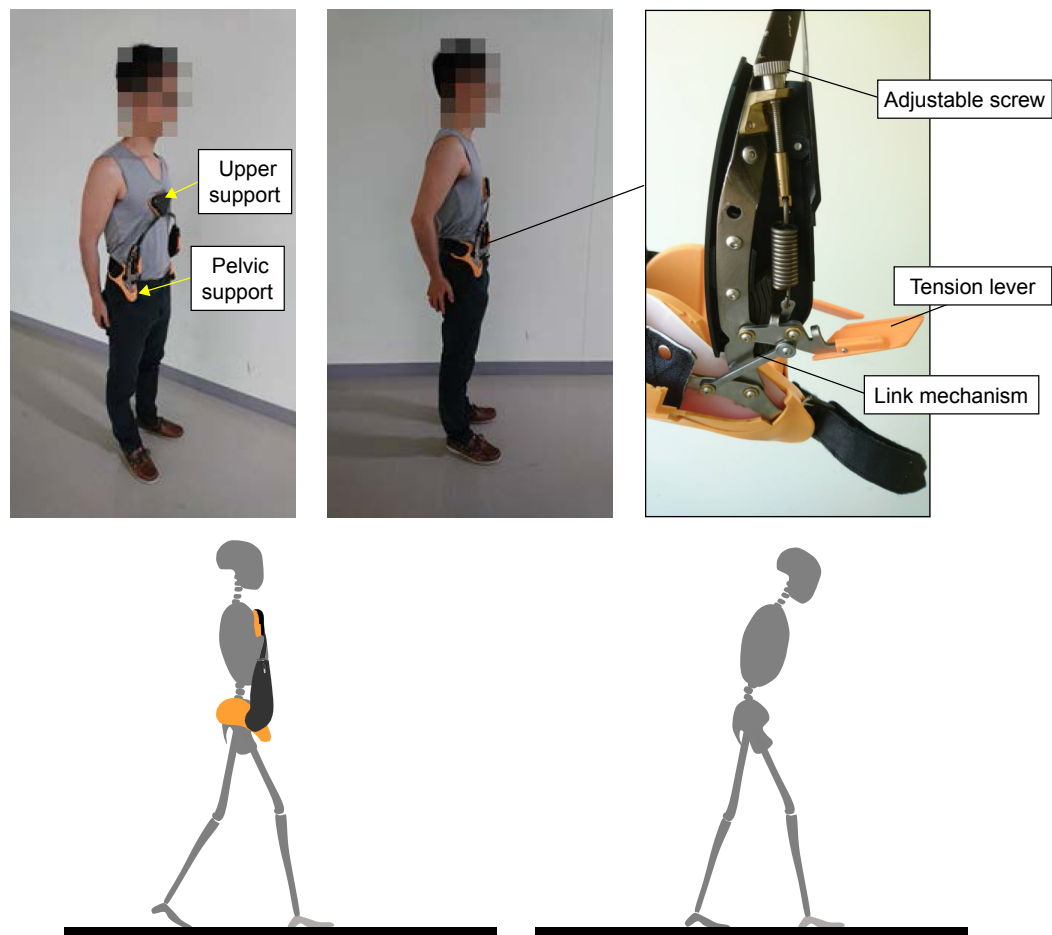 Upper
support
Pelvic
support
Adjustable screw
Tension lever
Link mechanism